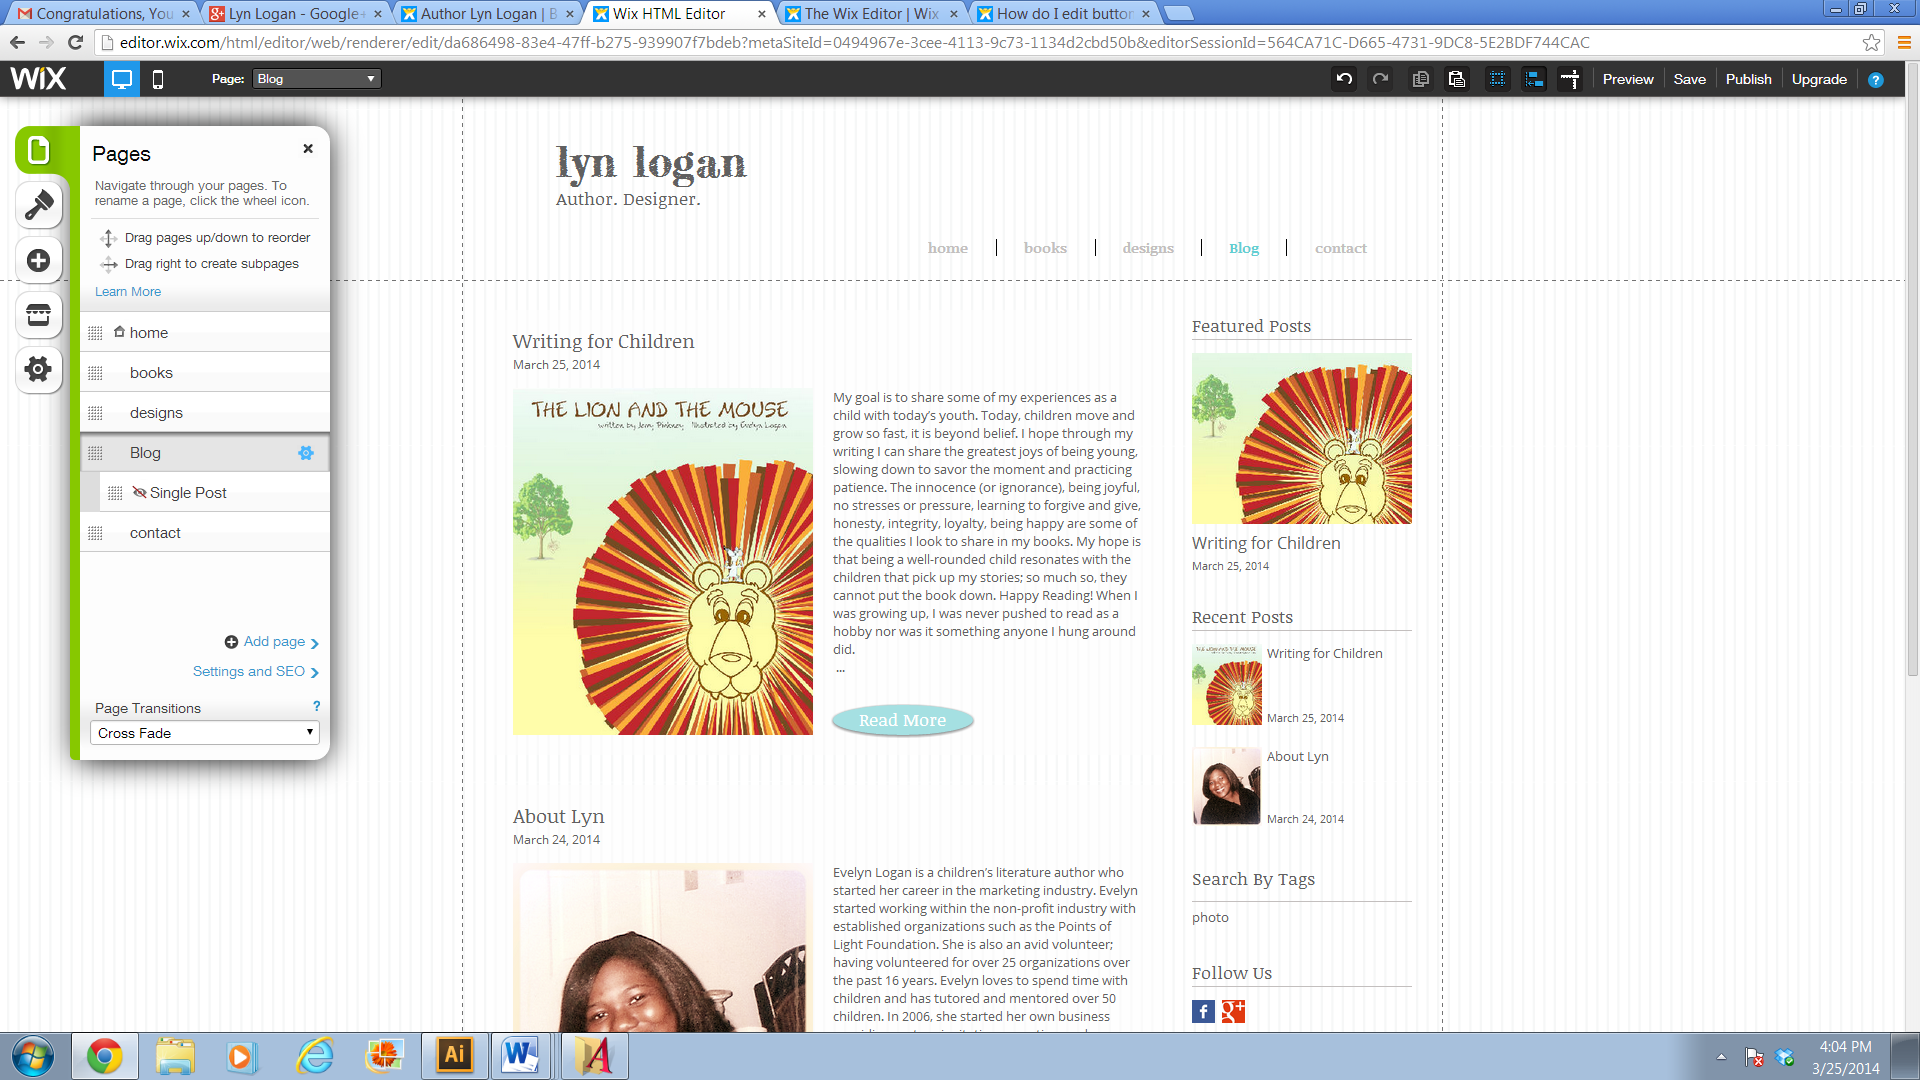 Congratulations, You
Lyn Logan - Google+
Author Lyn Logan | B
Wix HTML Editor
The Wix Editor | Wix
How do I edit button
editor.wix.com/html/editor/web/renderer/edit/da686498-83e4-47ff-b275-939907f7bdeb?metaSiteId=0494967e-3cee-4113-9c73-1134d2cbd50b&editorSessionId=564CA71C-D665-4731-9DC8-5E2BDF744CAC
WiX
Page: Blog
Preview
Save
Publish
Upgrade
?
Pages
Navigate through your pages. To
rename a page, click the wheel icon.
Drag pages up/down to reorder
Drag right to create subpages
Learn More
home
books
designs
Blog
Single Post
contact
Add page
Settings and SEO
Page Transitions ?
Cross Fade
lyn logan
Author. Designer.
home
books
designs
Blog
contact
Writing for Children
March 25, 2014
THE LION AND THE MOUSE
written by Jerry Pinkney Illustrated by Evelyn Logan
My goal is to share some of my experiences as a
child with today's youth. Today, children move and
grow so fast, it is beyond belief. I hope through my
writing I can share the greatest joys of being young,
slowing down to savor the moment and practicing
patience. The innocence (or ignorance), being joyful,
no stresses or pressure, learning to forgive and give,
honesty, integrity, loyalty, being happy are some of
the qualities I look to share in my books. My hope is
that being a well-rounded child resonates with the
children that pick up my stories; so much so, they
cannot put the book down. Happy Reading! When I
was growing up, I was never pushed to read as a
hobby nor was it something anyone I hung around
did.
...
Read More
About Lyn
March 24, 2014
Evelyn Logan is a children's literature author who
started her career in the marketing industry. Evelyn
started working within the non-profit industry with
established organizations such as the Points of
Light Foundation. She is also an avid volunteer;
having volunteered for over 25 organizations over
the past 16 years. Evelyn loves to spend time with
children and has tutored and mentored over 50
children. In 2006, she started her own business
Featured Posts
Writing for Children
March 25, 2014
Recent Posts
THE LION AND THE MOUSE
Writing for Children
March 25, 2014
About Lyn
March 24, 2014
Search By Tags
photo
Follow Us
f
g+
Ai
W
A
4:04 PM
3/25/2014